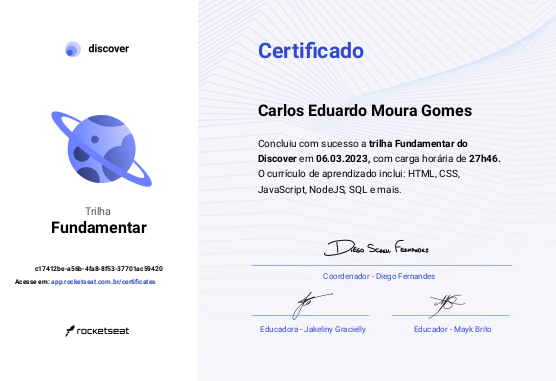 discover
Trilha
Fundamentar
c17412be-a56b-4fa8-8f53-37701ac59420
Acesse em: app.rocketseat.com.br/certificates
rocketseat
Certificado
Carlos Eduardo Moura Gomes
Concluiu com sucesso a trilha Fundamentar do
Discover em 06.03.2023, com carga horária de 27h46.
O currículo de aprendizado inclui: HTML, CSS,
JavaScript, NodeJS, SQL e mais.
Diego Schell Fernandes
Coordenador - Diego Fernandes
Educadora - Jakeliny Gracielly
Educador - Mayk Brito